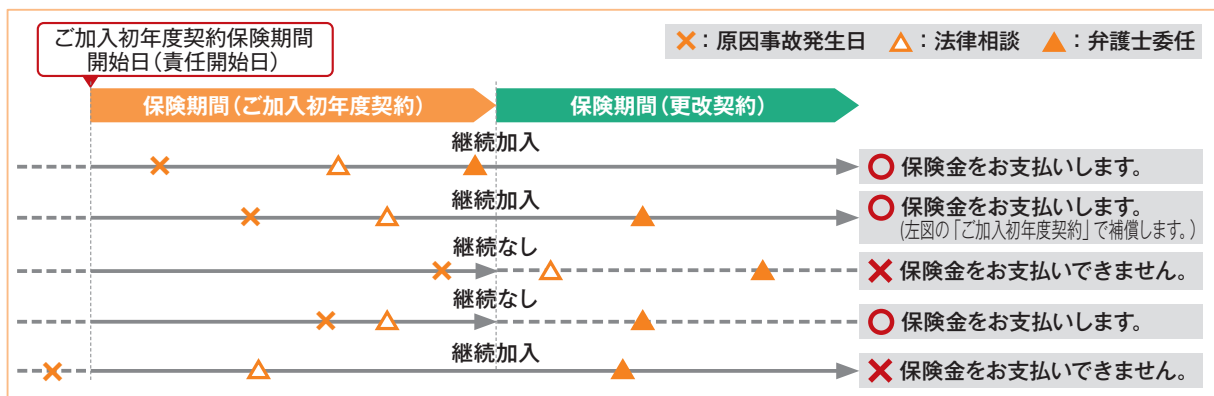 ご加入初年度契約保険期間
開始日(責任開始日)
×:原因事故発生日 △:法律相談 ▲:弁護士委任
保険期間(ご加入初年度契約) 保険期間(更改契約)
継続加入
○ 保険金をお支払いします。
継続加入
○ 保険金をお支払いします。
(左図の「ご加入初年度契約」で補償します。)
継続なし
× 保険金をお支払いできません。
継続なし
○ 保険金をお支払いします。
継続加入
× 保険金をお支払いできません。